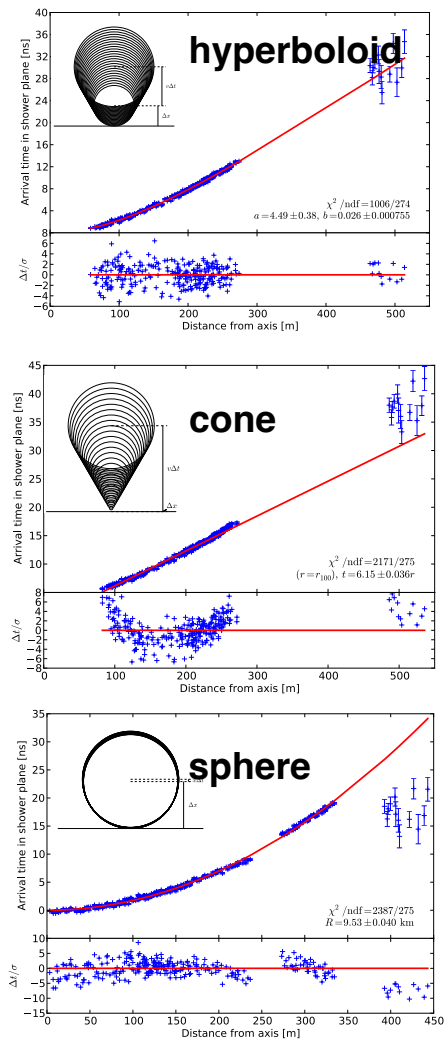 hyperboloid
Arrival time in shower plane [ns]
40
36
32
28
24
20
16
12
8
4
vΔt
Δx
χ² /ndf=1006/274
a=4.49±0.38, b=0.026±0.000755
Δt/σ
8
6
4
2
0
−2
−4
−6
0 100 200 300 400 500
Distance from axis [m]
cone
Arrival time in shower plane [ns]
45
40
35
30
25
20
15
10
vΔt
Δx
χ² /ndf=2171/275
(r=r₁₀₀), t=6.15±0.036r
Δt/σ
8
6
4
2
0
−2
−4
−6
−8
0 100 200 300 400 500
Distance from axis [m]
sphere
Arrival time in shower plane [ns]
35
30
25
20
15
10
5
0
Δx
χ² /ndf=2387/275
R=9.53±0.040 km
Δt/σ
10
5
0
−5
−10
−15
0 50 100 150 200 250 300 350 400 450
Distance from axis [m]